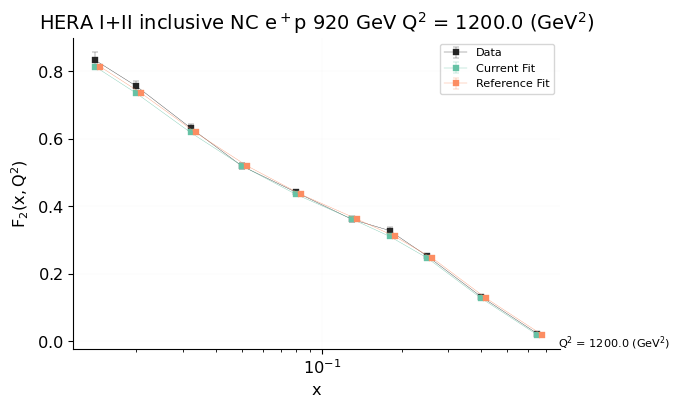 HERA I+II inclusive NC e⁺p 920 GeV Q² = 1200.0 (GeV²)
Data
Current Fit
Reference Fit
F₂(x, Q²)
0.8
0.6
0.4
0.2
0.0
Q² = 1200.0 (GeV²)
10⁻¹
x